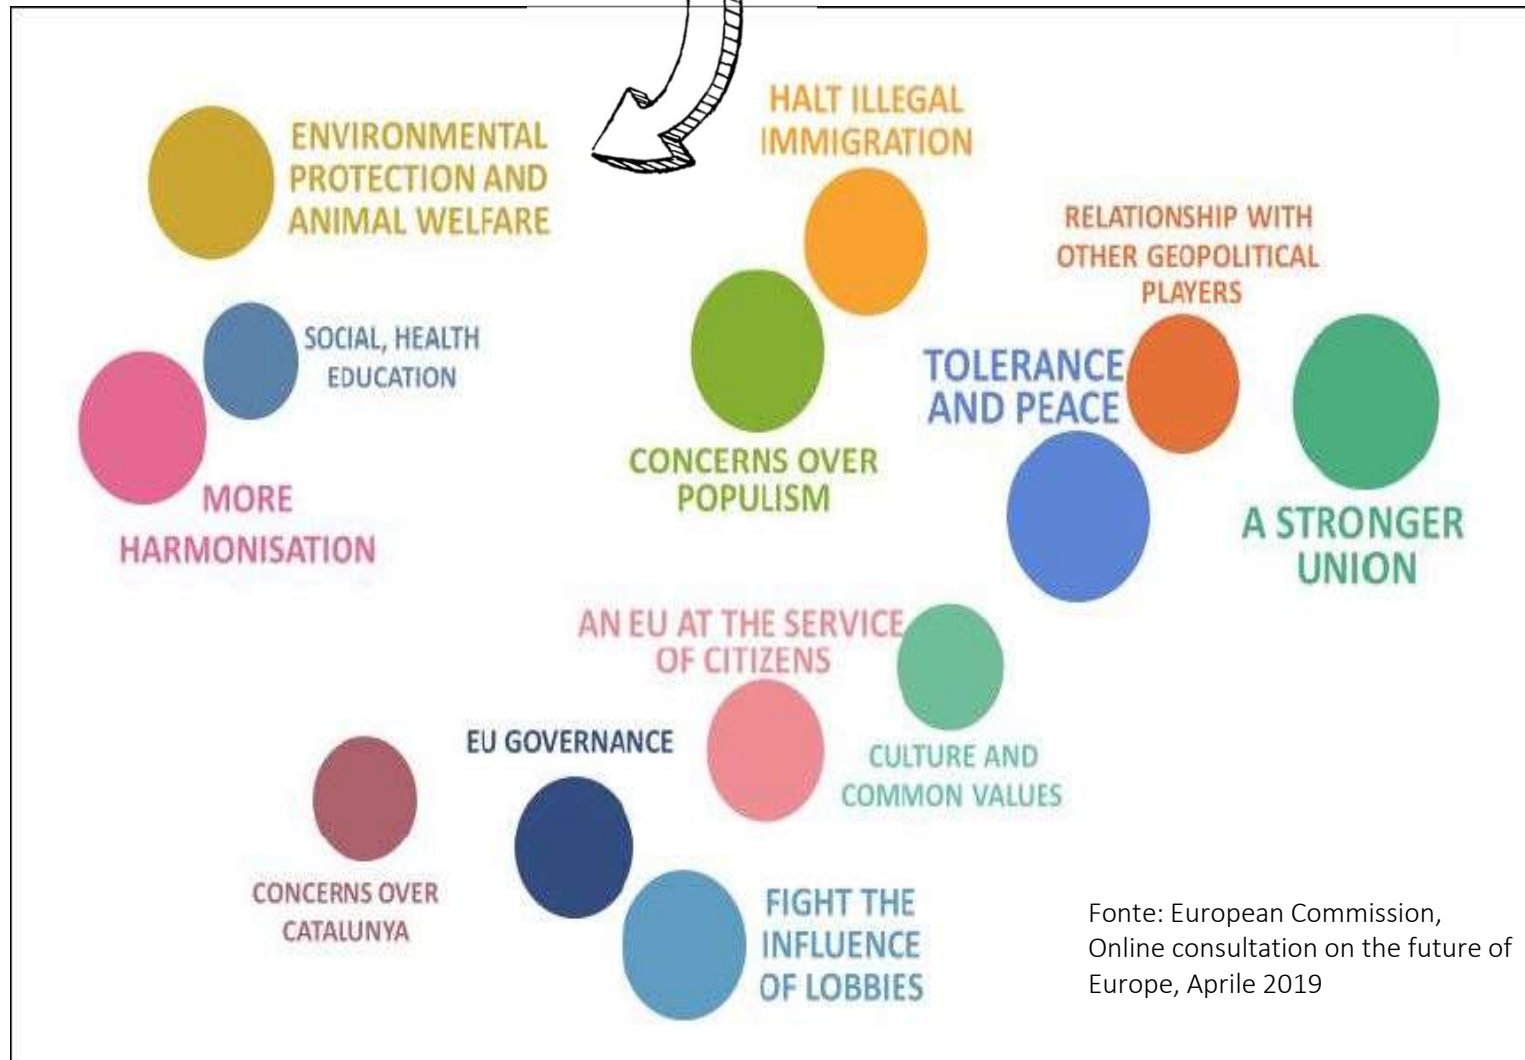 HALT ILLEGAL
IMMIGRATION
ENVIRONMENTAL
PROTECTION AND
ANIMAL WELFARE
RELATIONSHIP WITH
OTHER GEOPOLITICAL
PLAYERS
SOCIAL, HEALTH
EDUCATION
TOLERANCE
AND PEACE
CONCERNS OVER
POPULISM
MORE
HARMONISATION
A STRONGER
UNION
AN EU AT THE SERVICE
OF CITIZENS
EU GOVERNANCE
CULTURE AND
COMMON VALUES
CONCERNS OVER
CATALUNYA
FIGHT THE
INFLUENCE
OF LOBBIES
Fonte: European Commission,
Online consultation on the future of
Europe, Aprile 2019